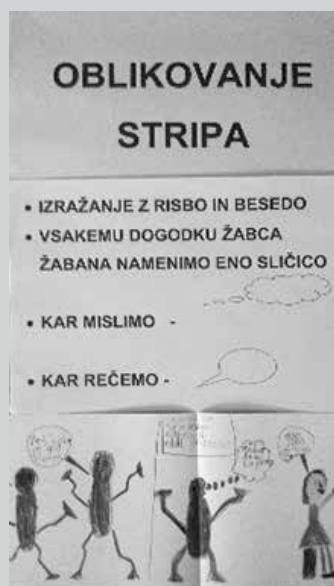 OBLIKOVANJE
STRIPA
• IZRAŽANJE Z RISBO IN BESEDO
• VSAKEMU DOGODKU ŽABCA
ŽABANA NAMENIMO ENO SLIČICO
• KAR MISLIMO -
• KAR REČEMO -